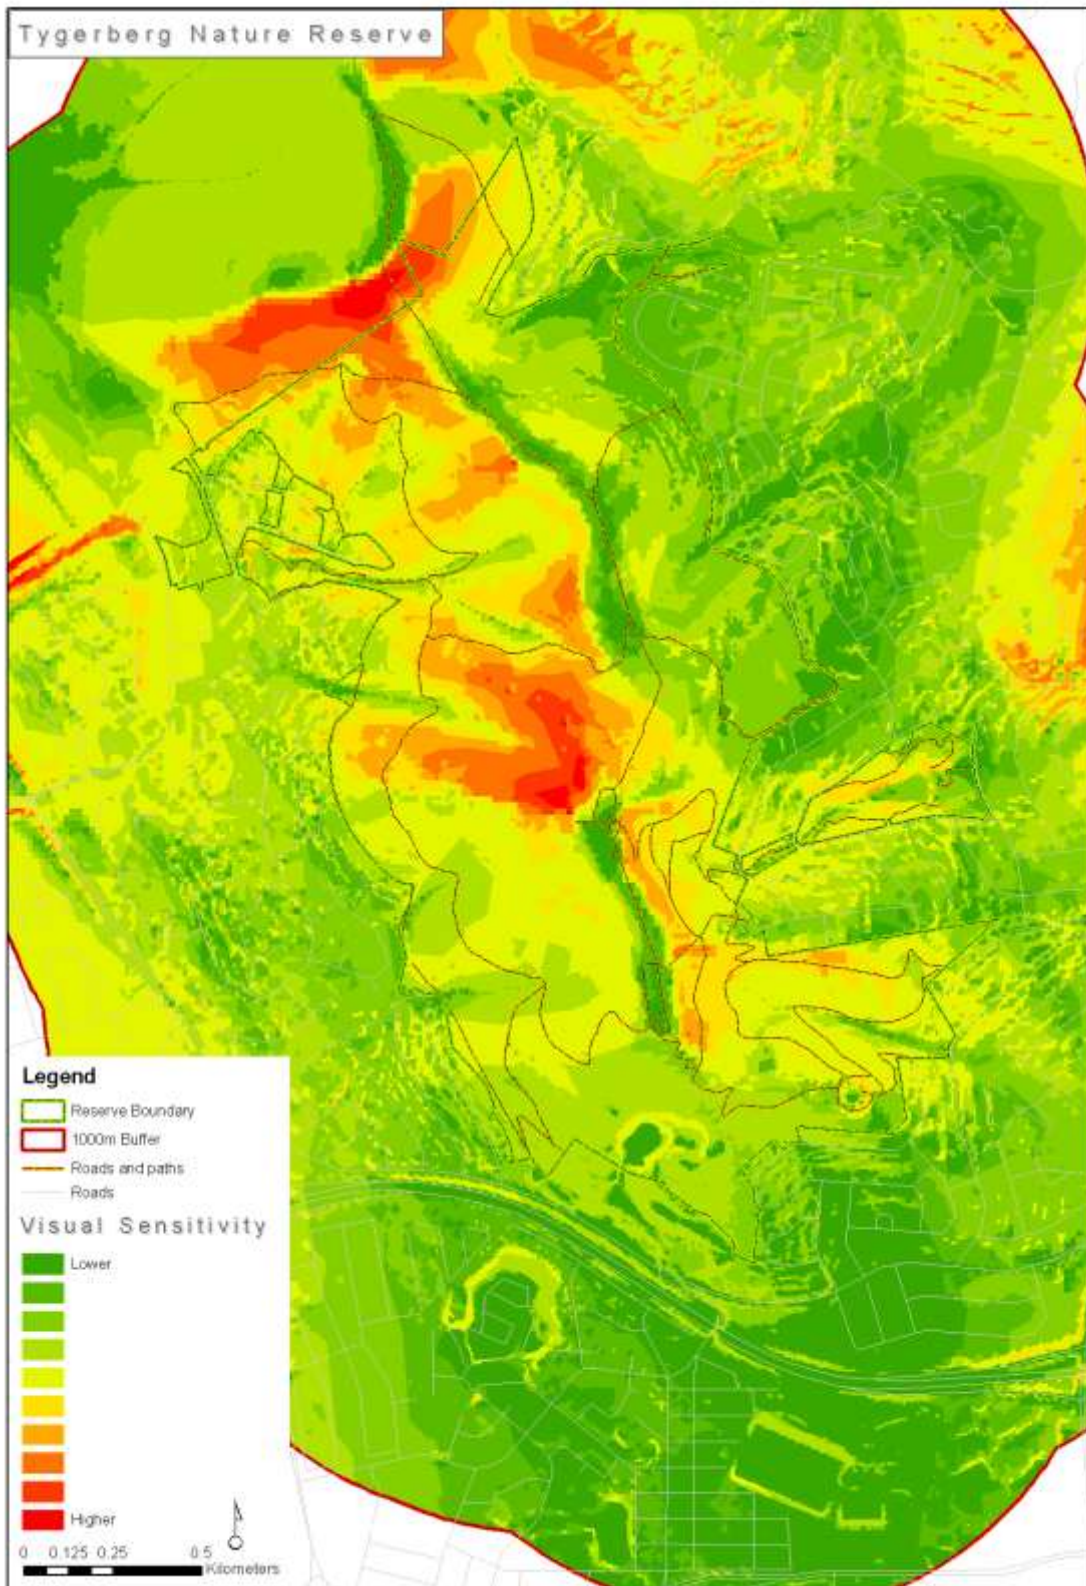 Tygerberg Nature Reserve
Legend
Reserve Boundary
1000m Buffer
Roads and paths
Roads
Visual Sensitivity
Lower
Higher
0 0.125 0.25 0.5
Kilometers